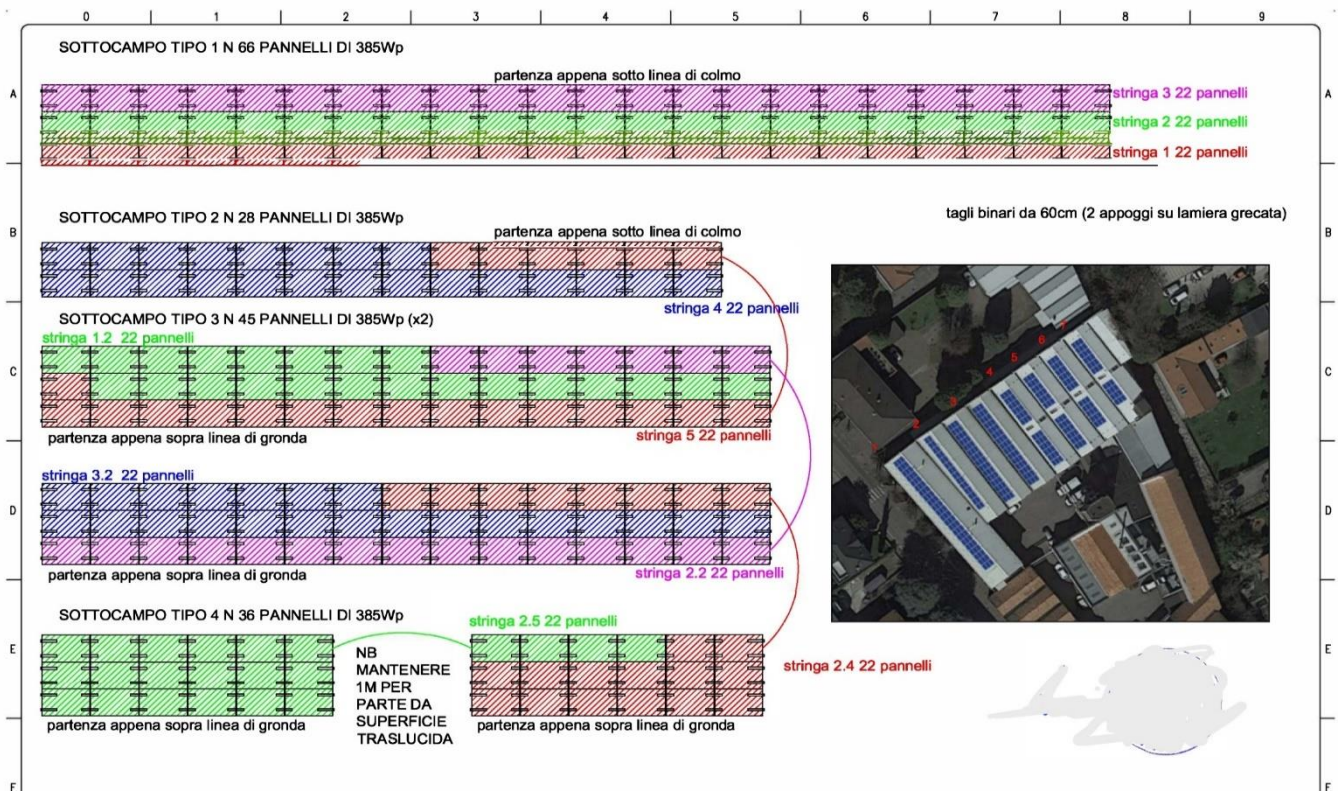 0 1 2 3 4 5 6 7 8 9
SOTTOCAMPO TIPO 1 N 66 PANNELLI DI 385Wp
partenza appena sotto linea di colmo
A
stringa 3 22 pannelli
A
stringa 2 22 pannelli
stringa 1 22 pannelli
SOTTOCAMPO TIPO 2 N 28 PANNELLI DI 385Wp
tagli binari da 60cm (2 appoggi su lamiera grecata)
B
partenza appena sotto linea di colmo
B
stringa 4 22 pannelli
SOTTOCAMPO TIPO 3 N 45 PANNELLI DI 385Wp (x2)
stringa 1.2 22 pannelli
C
C
partenza appena sopra linea di gronda
stringa 5 22 pannelli
1 2 3 4 5 6 7
stringa 3.2 22 pannelli
D
D
partenza appena sopra linea di gronda
stringa 2.2 22 pannelli
SOTTOCAMPO TIPO 4 N 36 PANNELLI DI 385Wp
stringa 2.5 22 pannelli
E
E
NB
MANTENERE
1M PER
PARTE DA
SUPERFICIE
TRASLUCIDA
stringa 2.4 22 pannelli
partenza appena sopra linea di gronda
partenza appena sopra linea di gronda
F
F